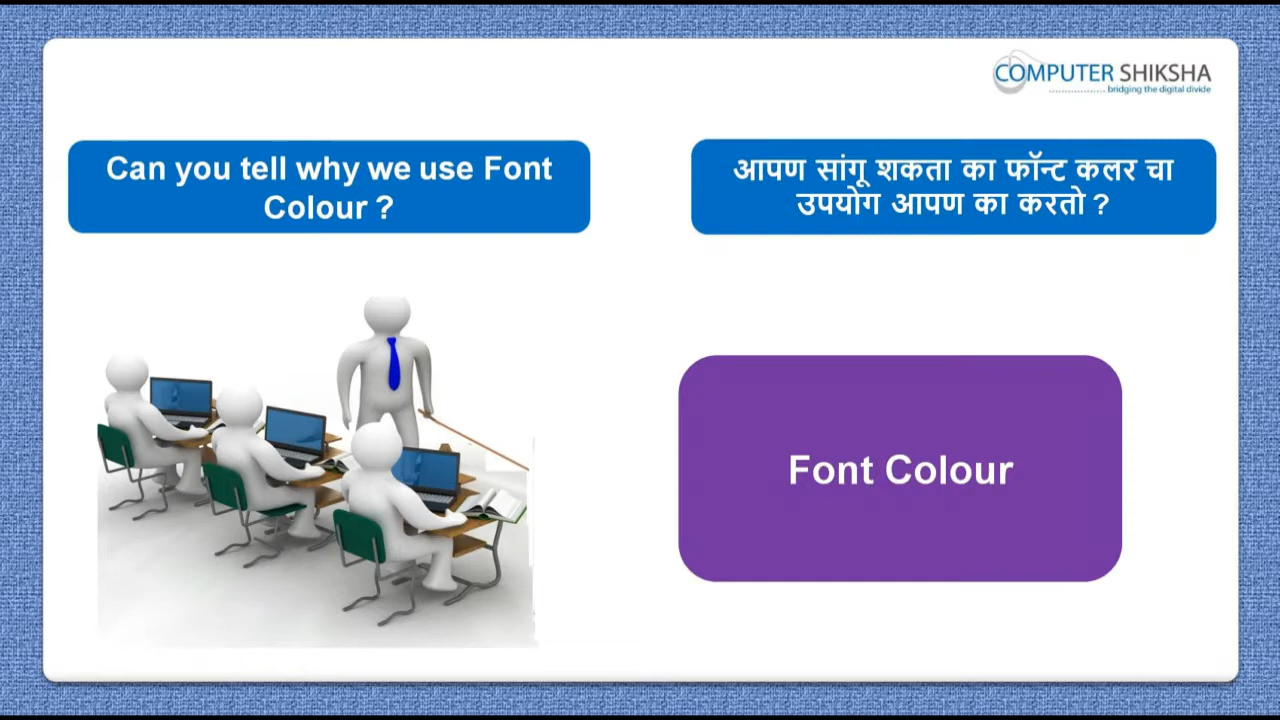 COMPUTER SHIKSHA
bridging the digital divide
Can you tell why we use Font
Colour ?
आपण सांगू शकता का फॉन्ट कलर चा
उपयोग आपण का करतो ?
Font Colour